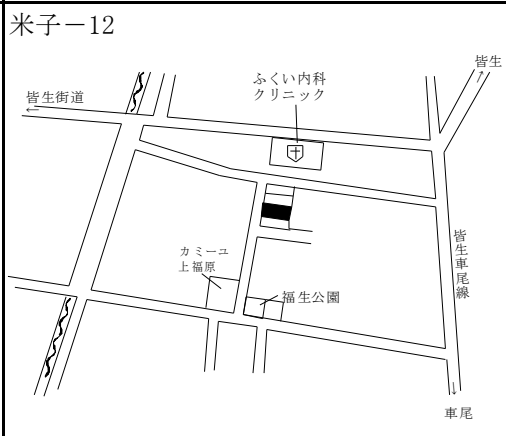 米子－12
皆生
↑
ふくい内科
クリニック
皆生街道
←
皆生車尾線
カミーユ
上福原
福生公園
↓
車尾